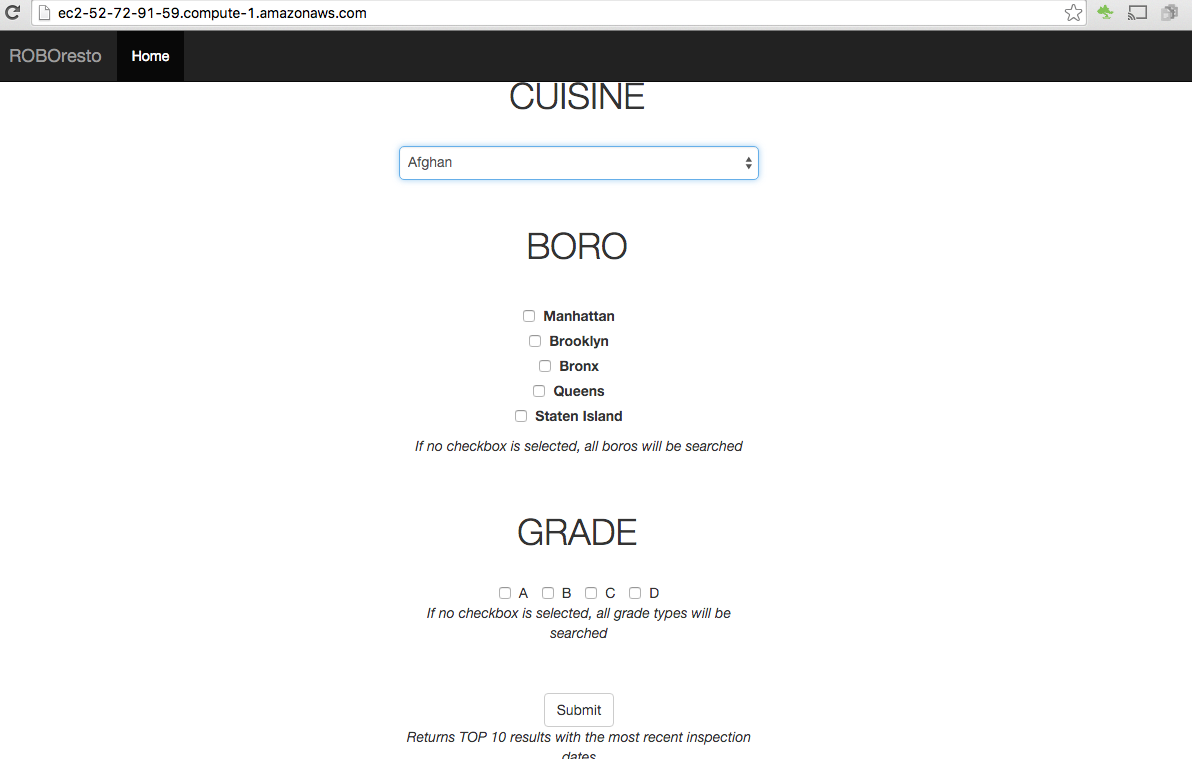 ec2-52-72-91-59.compute-1.amazonaws.com
ROBOresto Home
CUISINE
Afghan
BORO
Manhattan
Brooklyn
Bronx
Queens
Staten Island
If no checkbox is selected, all boros will be searched
GRADE
A B C D
If no checkbox is selected, all grade types will be
searched
Submit
Returns TOP 10 results with the most recent inspection
dates